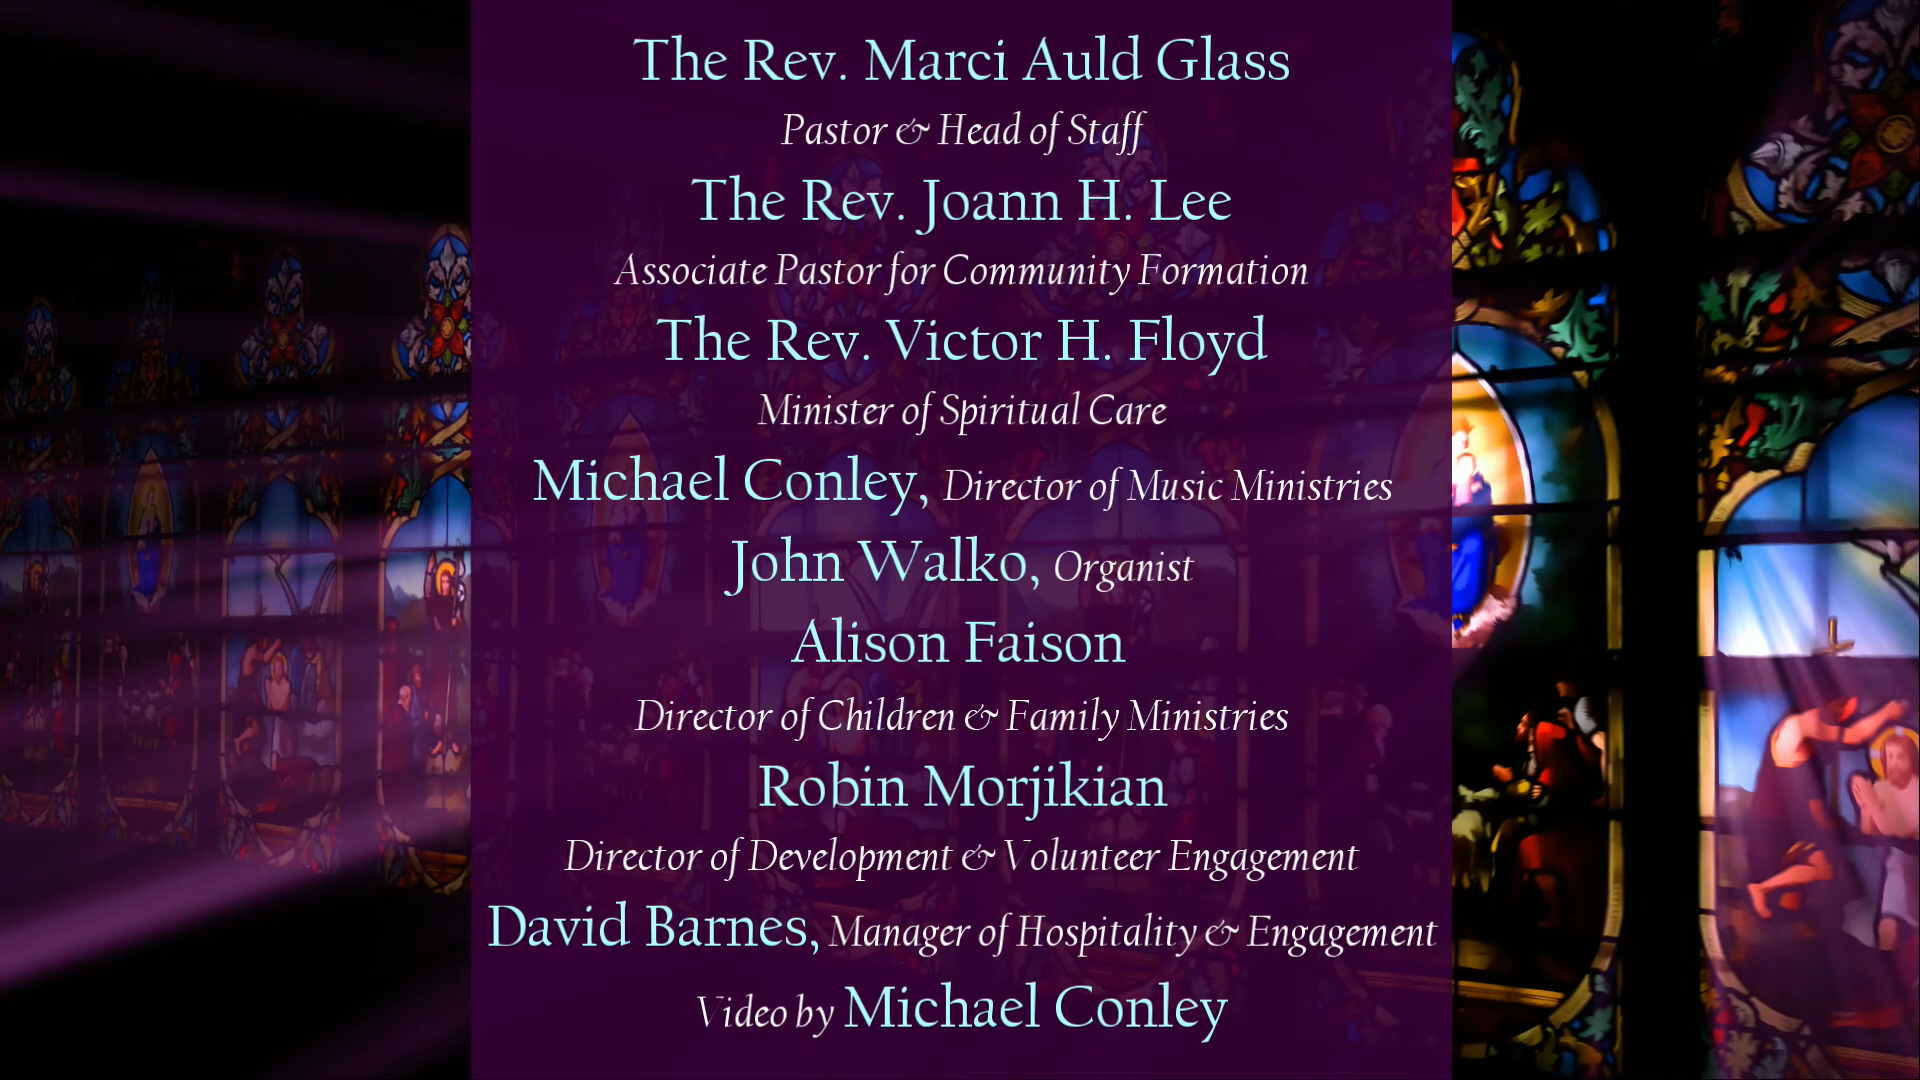 The Rev. Marci Auld Glass
Pastor & Head of Staff
The Rev. Joann H. Lee
Associate Pastor for Community Formation
The Rev. Victor H. Floyd
Minister of Spiritual Care
Michael Conley, Director of Music Ministries
John Walko, Organist
Alison Faison
Director of Children & Family Ministries
Robin Morjikian
Director of Development & Volunteer Engagement
David Barnes, Manager of Hospitality & Engagement
Video by Michael Conley